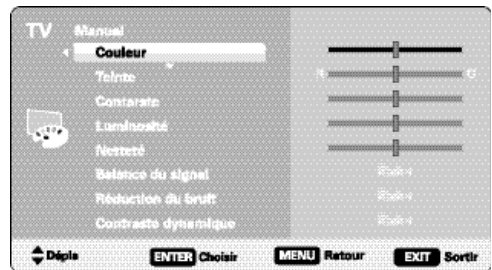 TV Manuel
Couleur
Teinte R G
Contraste
Luminosité
Netteté
Balance du signal
Réduction du bruit
Contraste dynamique
Dépla ENTER Choisir MENU Retour EXIT Sortir